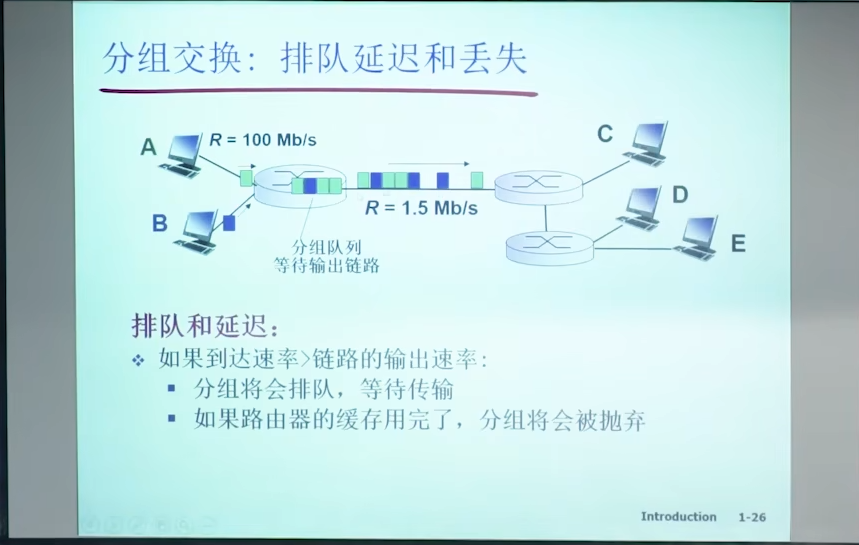 分组交换: 排队延迟和丢失
A
R = 100 Mb/s
C
D
B
R = 1.5 Mb/s
E
分组队列
等待输出链路
排队和延迟:
如果到达速率>链路的输出速率:
分组将会排队，等待传输
如果路由器的缓存用完了，分组将会被抛弃
Introduction 1-26